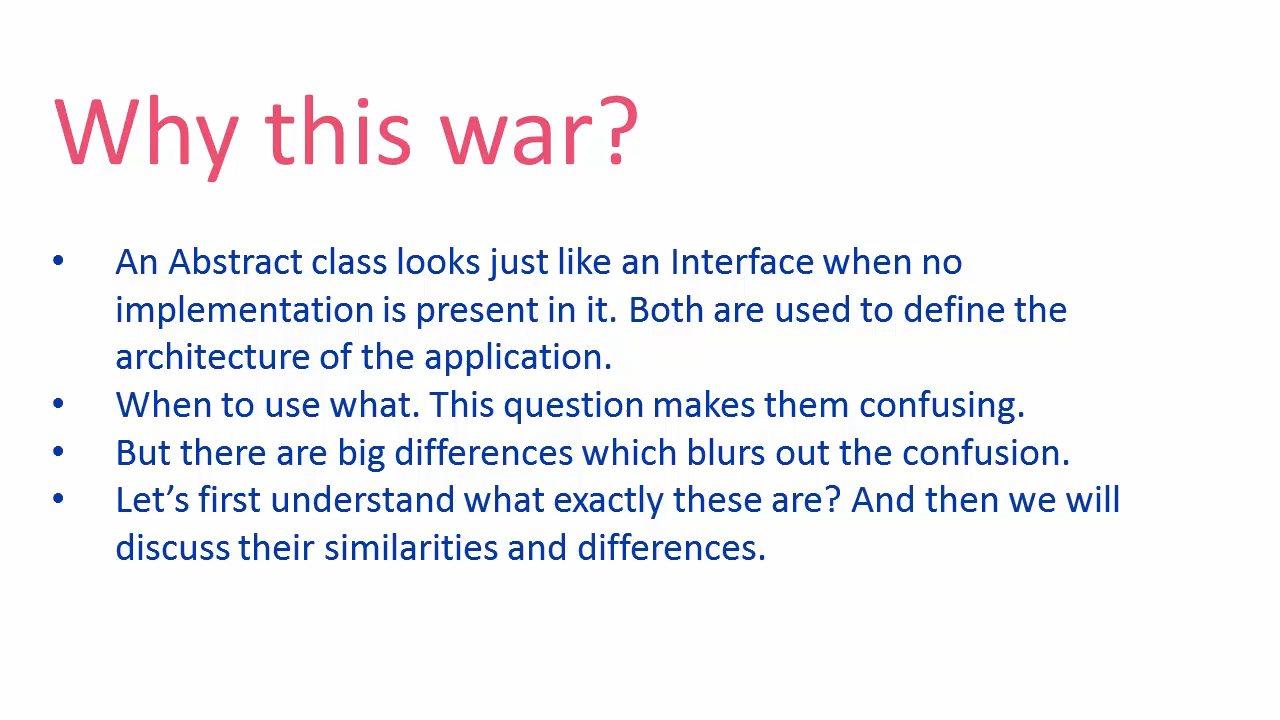 Why this war?
• An Abstract class looks just like an Interface when no
implementation is present in it. Both are used to define the
architecture of the application.
• When to use what. This question makes them confusing.
• But there are big differences which blurs out the confusion.
• Let’s first understand what exactly these are? And then we will
discuss their similarities and differences.